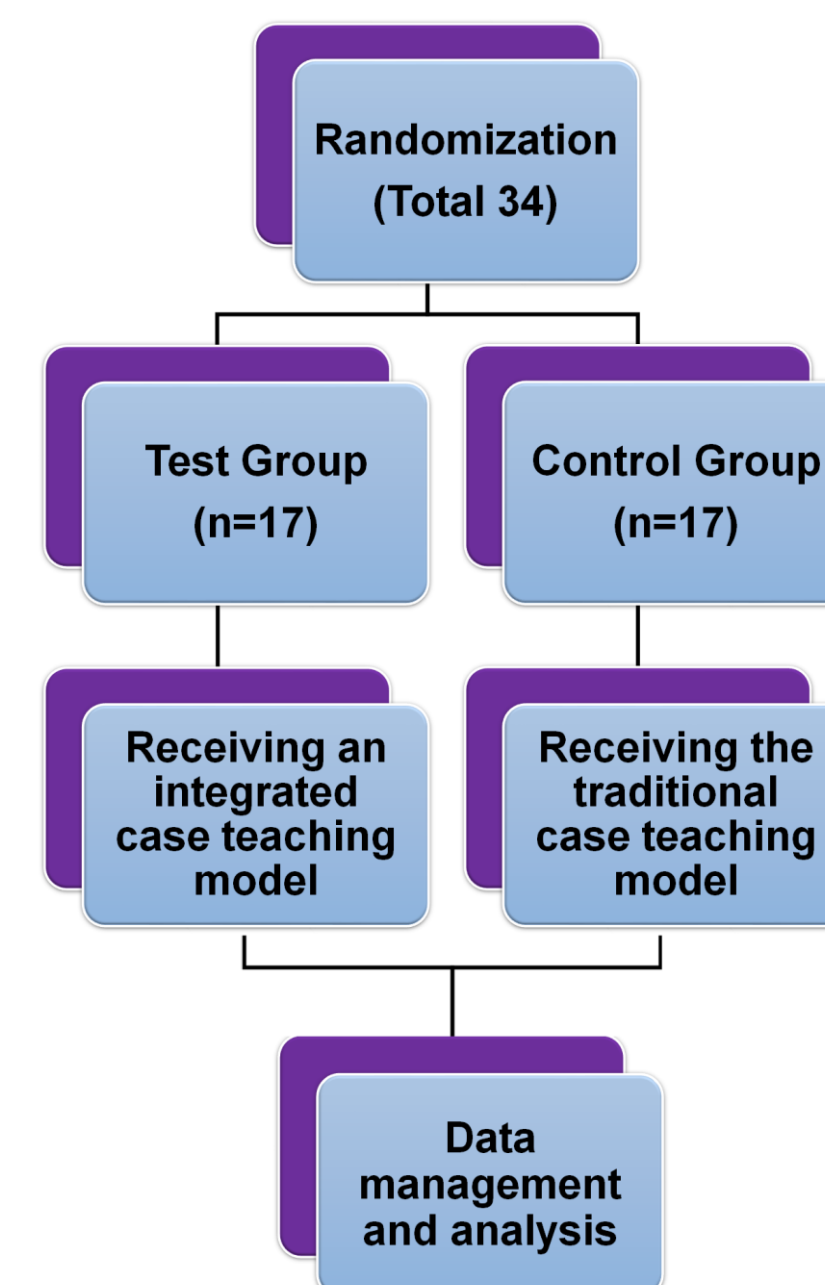 Randomization
(Total 34)
Test Group
(n=17)
Control Group
(n=17)
Receiving an
integrated
case teaching
model
Receiving the
traditional
case teaching
model
Data
management
and analysis